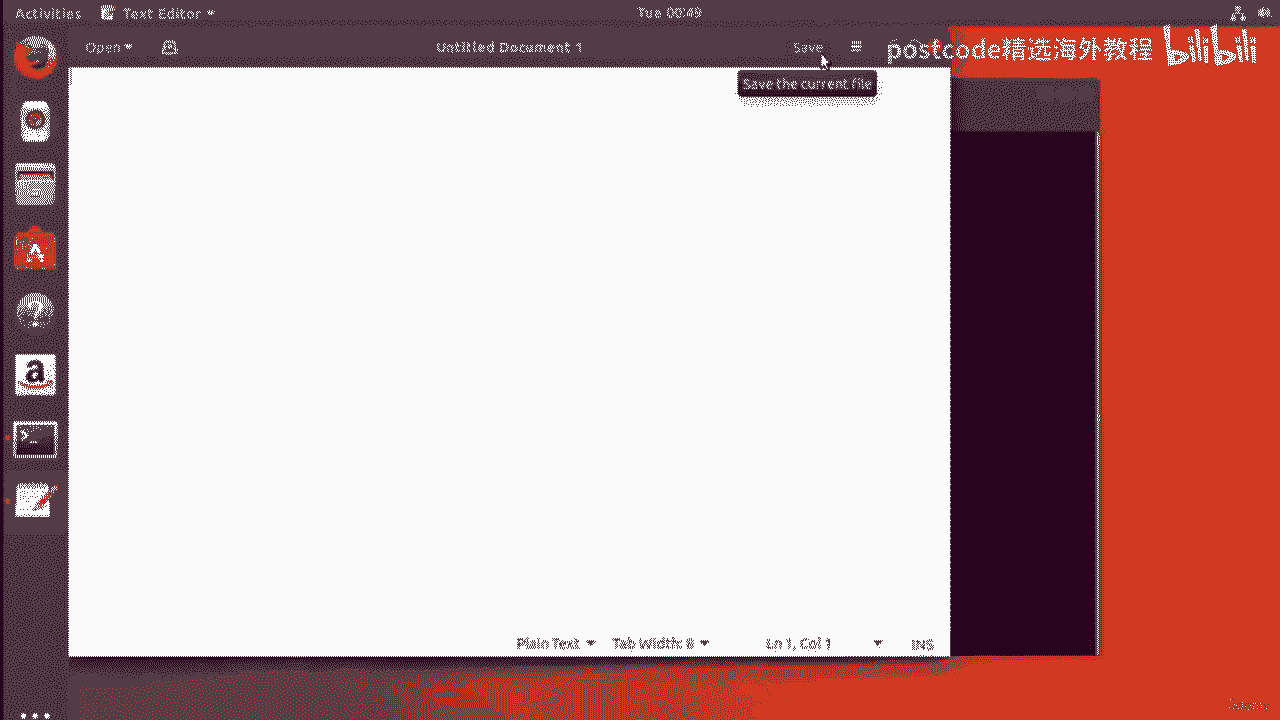 Activities Text Editor Tue 00:49
Open Untitled Document 1 Save
postcode精选海外教程 bilibili
Save the current file
a
Plain Text Tab Width: 8 Ln 1, Col 1 INS